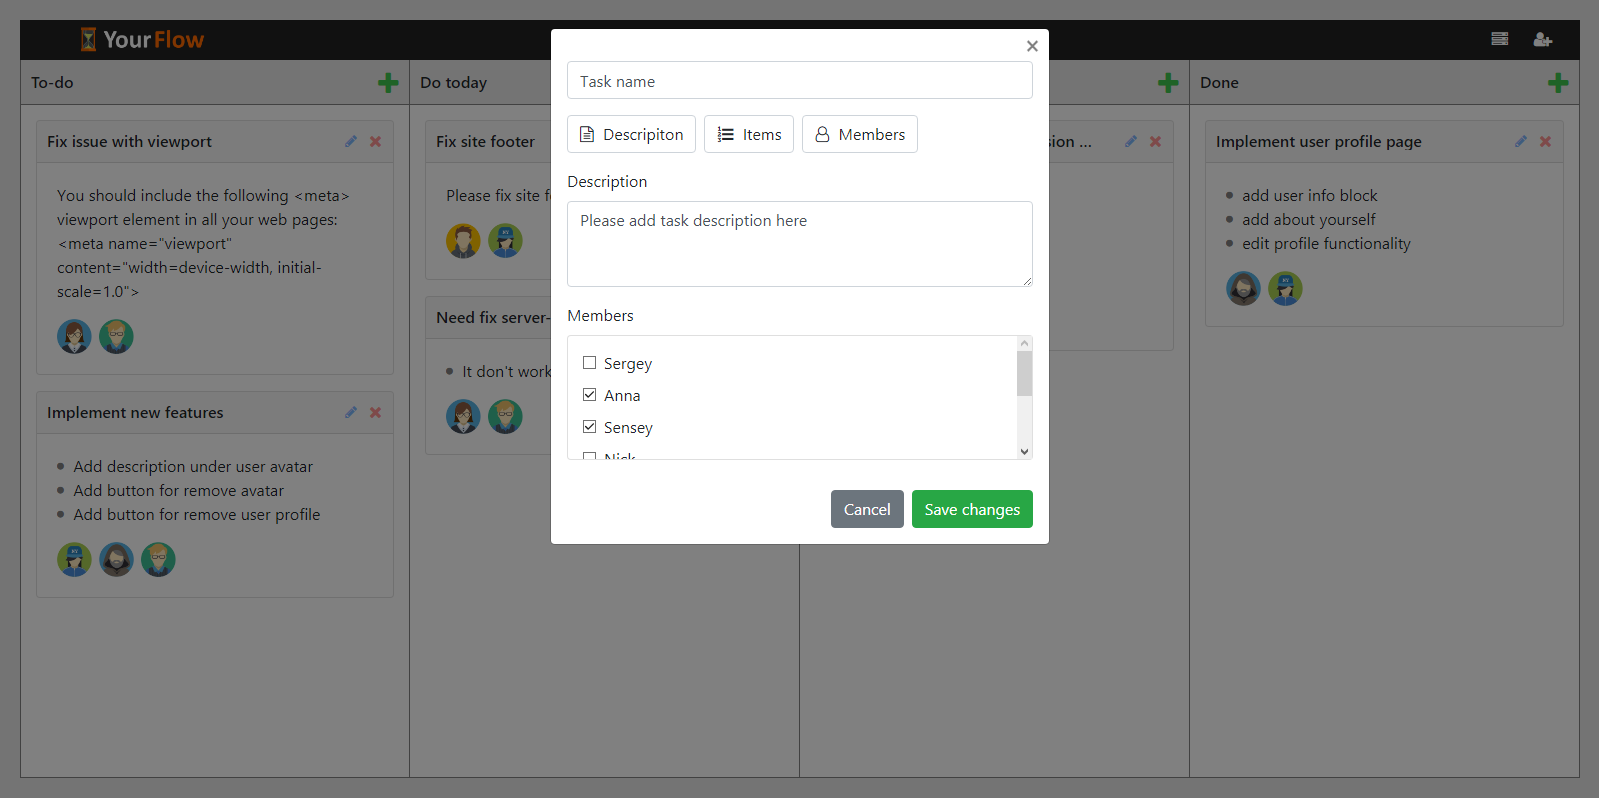 YourFlow
To-do
Do today
Done
Fix issue with viewport
You should include the following <meta>
viewport element in all your web pages:
<meta name="viewport"
content="width=device-width, initial-
scale=1.0">
Implement new features
Add description under user avatar
Add button for remove avatar
Add button for remove user profile
Fix site footer
Please fix site
Need fix server-
It don't work
sion ...
Implement user profile page
add user info block
add about yourself
edit profile functionality
×
Task name
Descripiton
Items
Members
Description
Please add task description here
Members
Sergey
Anna
Sensey
Nick
Cancel
Save changes